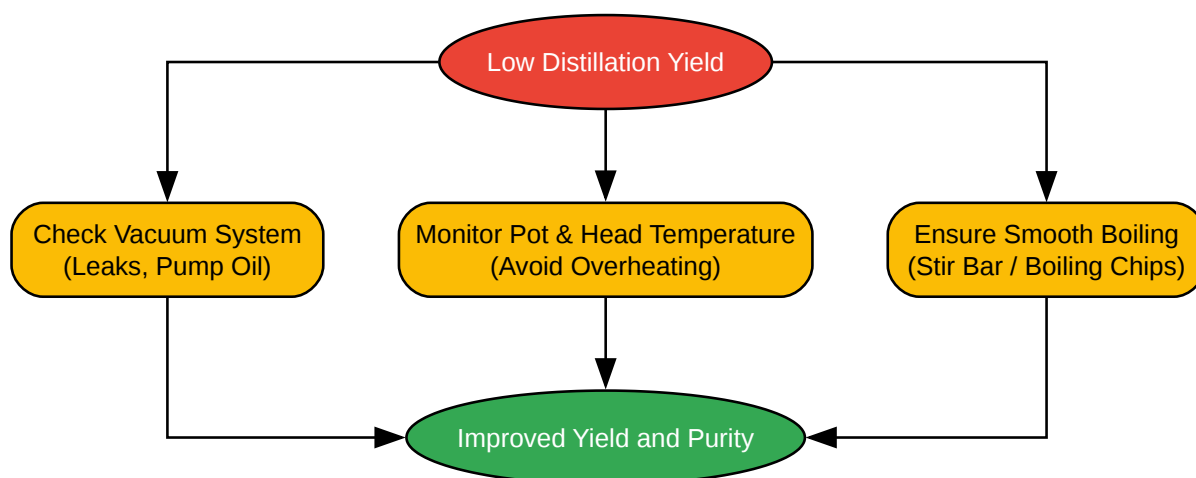 Low Distillation Yield
Check Vacuum System
(Leaks, Pump Oil)
Monitor Pot & Head Temperature
(Avoid Overheating)
Ensure Smooth Boiling
(Stir Bar / Boiling Chips)
Improved Yield and Purity